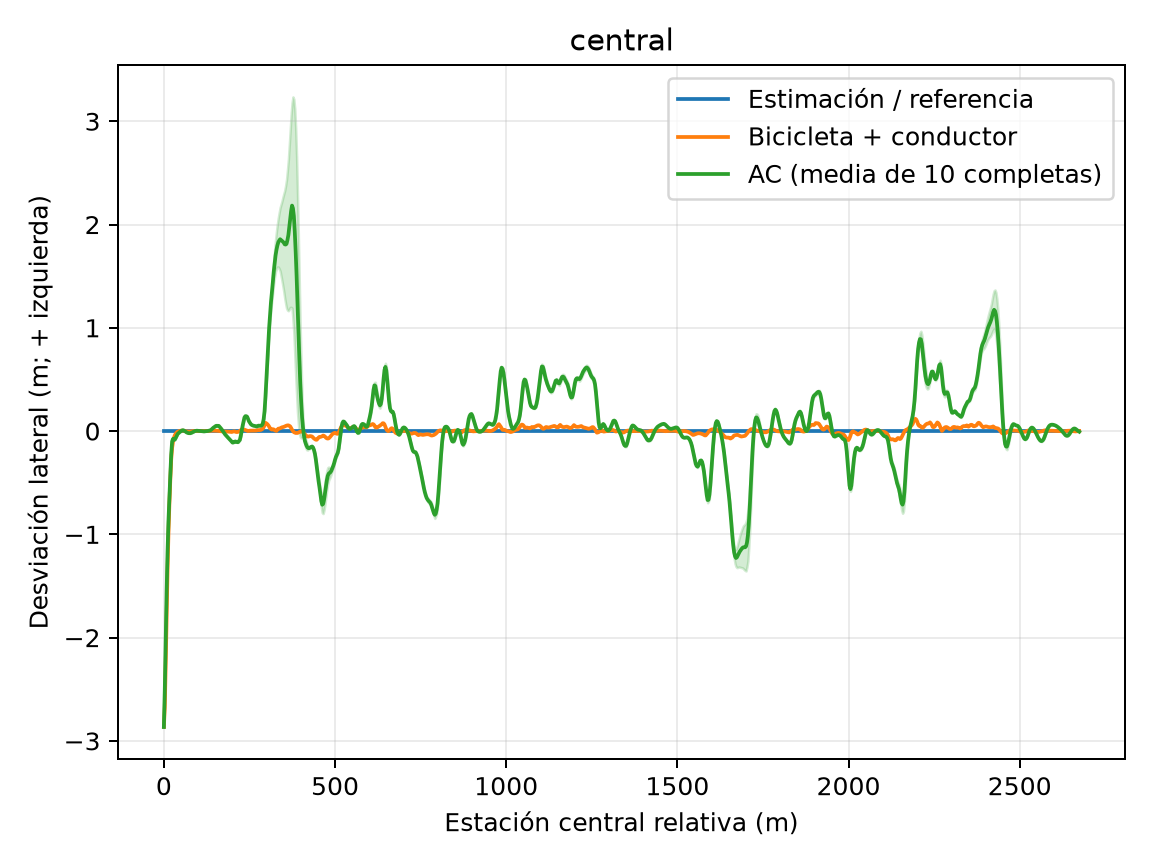 central
Estimación / referencia
Bicicleta + conductor
AC (media de 10 completas)
Desviación lateral (m; + izquierda)
3
2
1
0
−1
−2
−3
0 500 1000 1500 2000 2500
Estación central relativa (m)